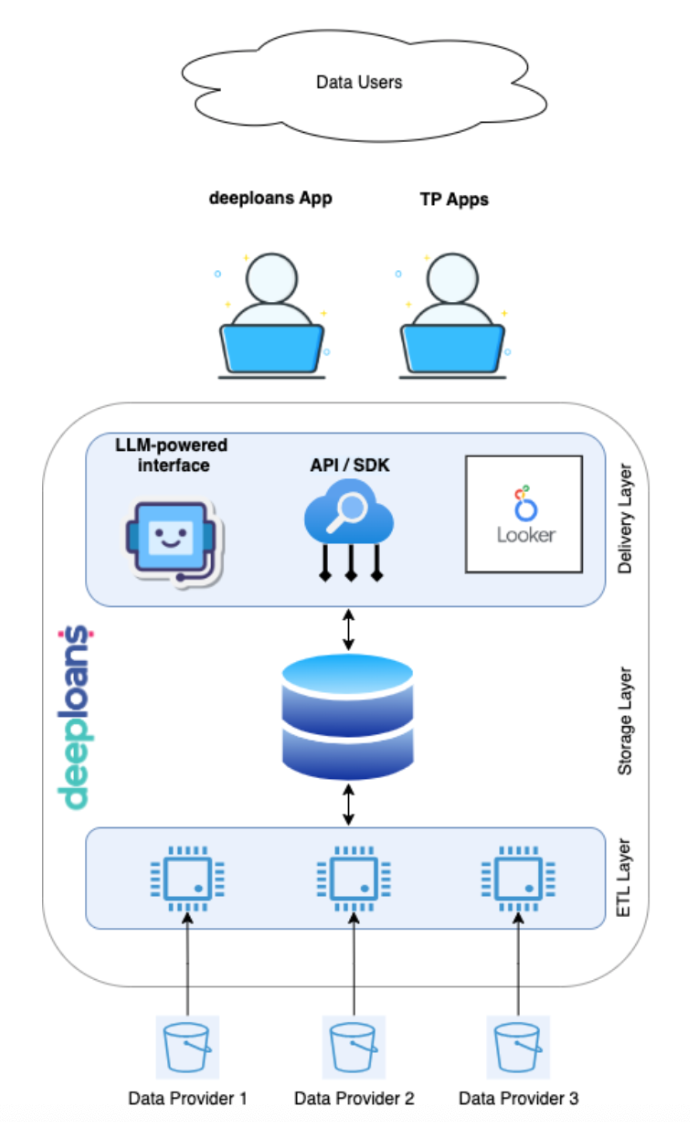 Data Users
deeploans App
TP Apps
LLM-powered
interface
API / SDK
Looker
Delivery Layer
deeploans
Storage Layer
ETL Layer
Data Provider 1
Data Provider 2
Data Provider 3